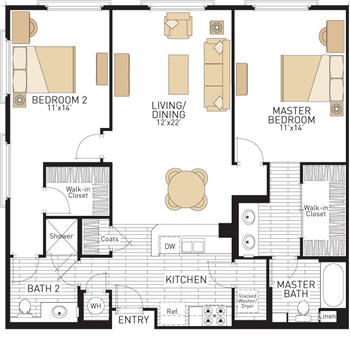 BEDROOM 2
11'x14'
LIVING/
DINING
12'x22'
MASTER
BEDROOM
11'x14'
Walk-in
Closet
Walk-in
Closet
Shower
Coats
DW
KITCHEN
BATH 2
WH
ENTRY
Ref.
Stacked
Washer/
Dryer
MASTER
BATH
Linen